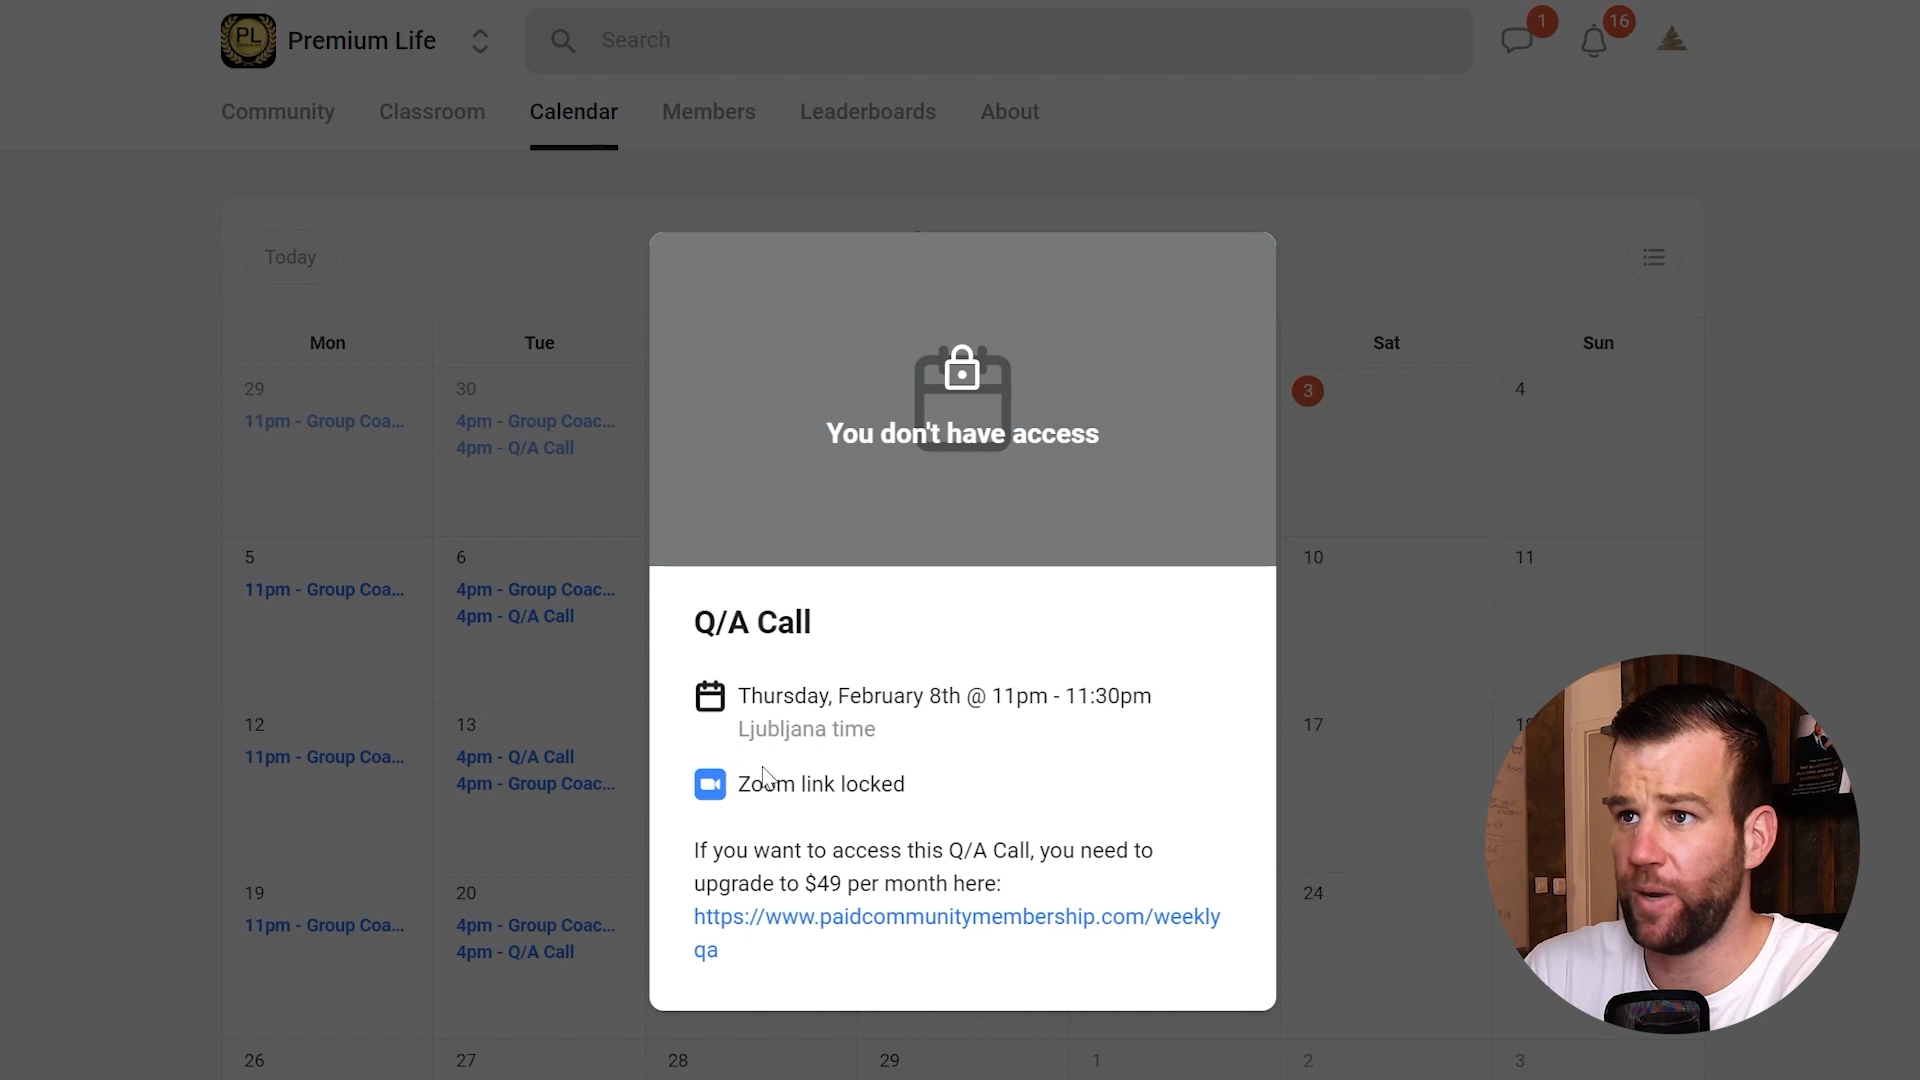 PL
Premium Life
Search
1
16
Community
Classroom
Calendar
Members
Leaderboards
About
Today
Mon
Tue
Sat
Sun
29
30
3
4
11pm - Group Coa...
4pm - Group Coac...
4pm - Q/A Call
5
6
10
11
11pm - Group Coa...
4pm - Group Coac...
4pm - Q/A Call
12
13
17
11pm - Group Coa...
4pm - Q/A Call
4pm - Group Coac...
19
20
24
11pm - Group Coa...
4pm - Group Coac...
4pm - Q/A Call
26
27
28
29
1
2
3
You don't have access
Q/A Call
Thursday, February 8th @ 11pm - 11:30pm
Ljubljana time
Zoom link locked
If you want to access this Q/A Call, you need to
upgrade to $49 per month here:
https://www.paidcommunitymembership.com/weekly
qa